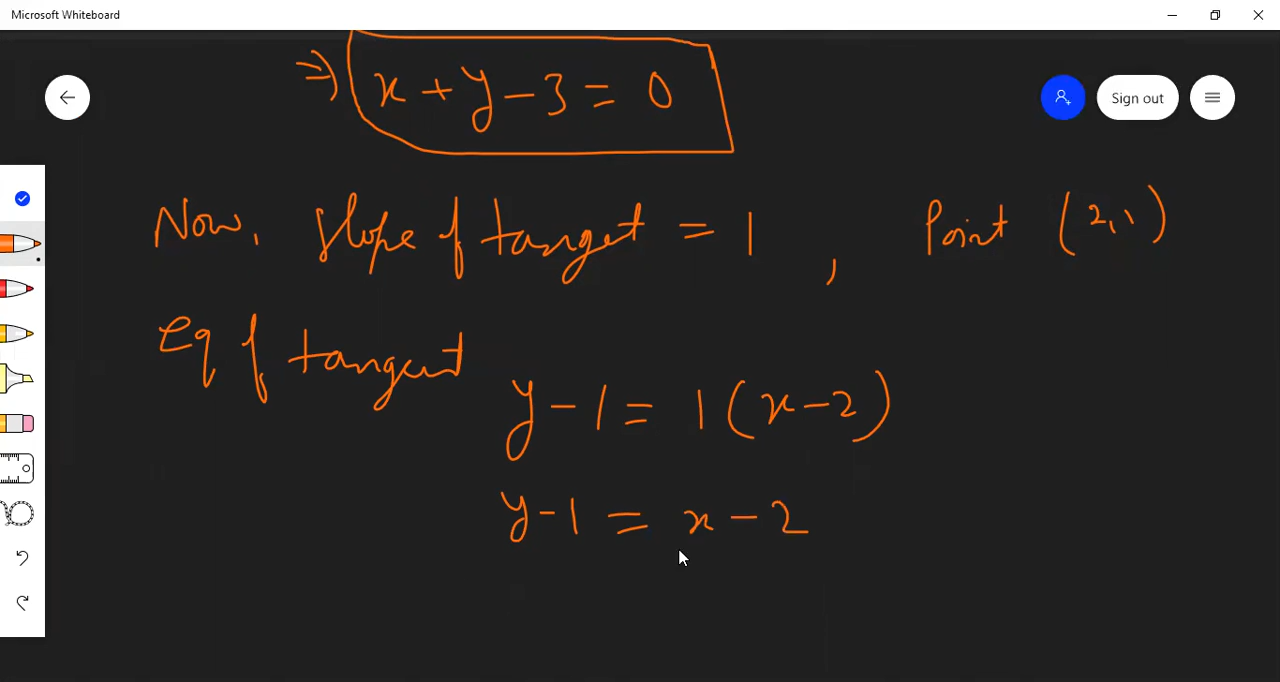 Microsoft Whiteboard
⇒ x + y - 3 = 0
Sign out
Now, slope of tangent = 1 , Point (2,1)
Eq of tangent
y - 1 = 1 (x - 2)
y - 1 = x - 2